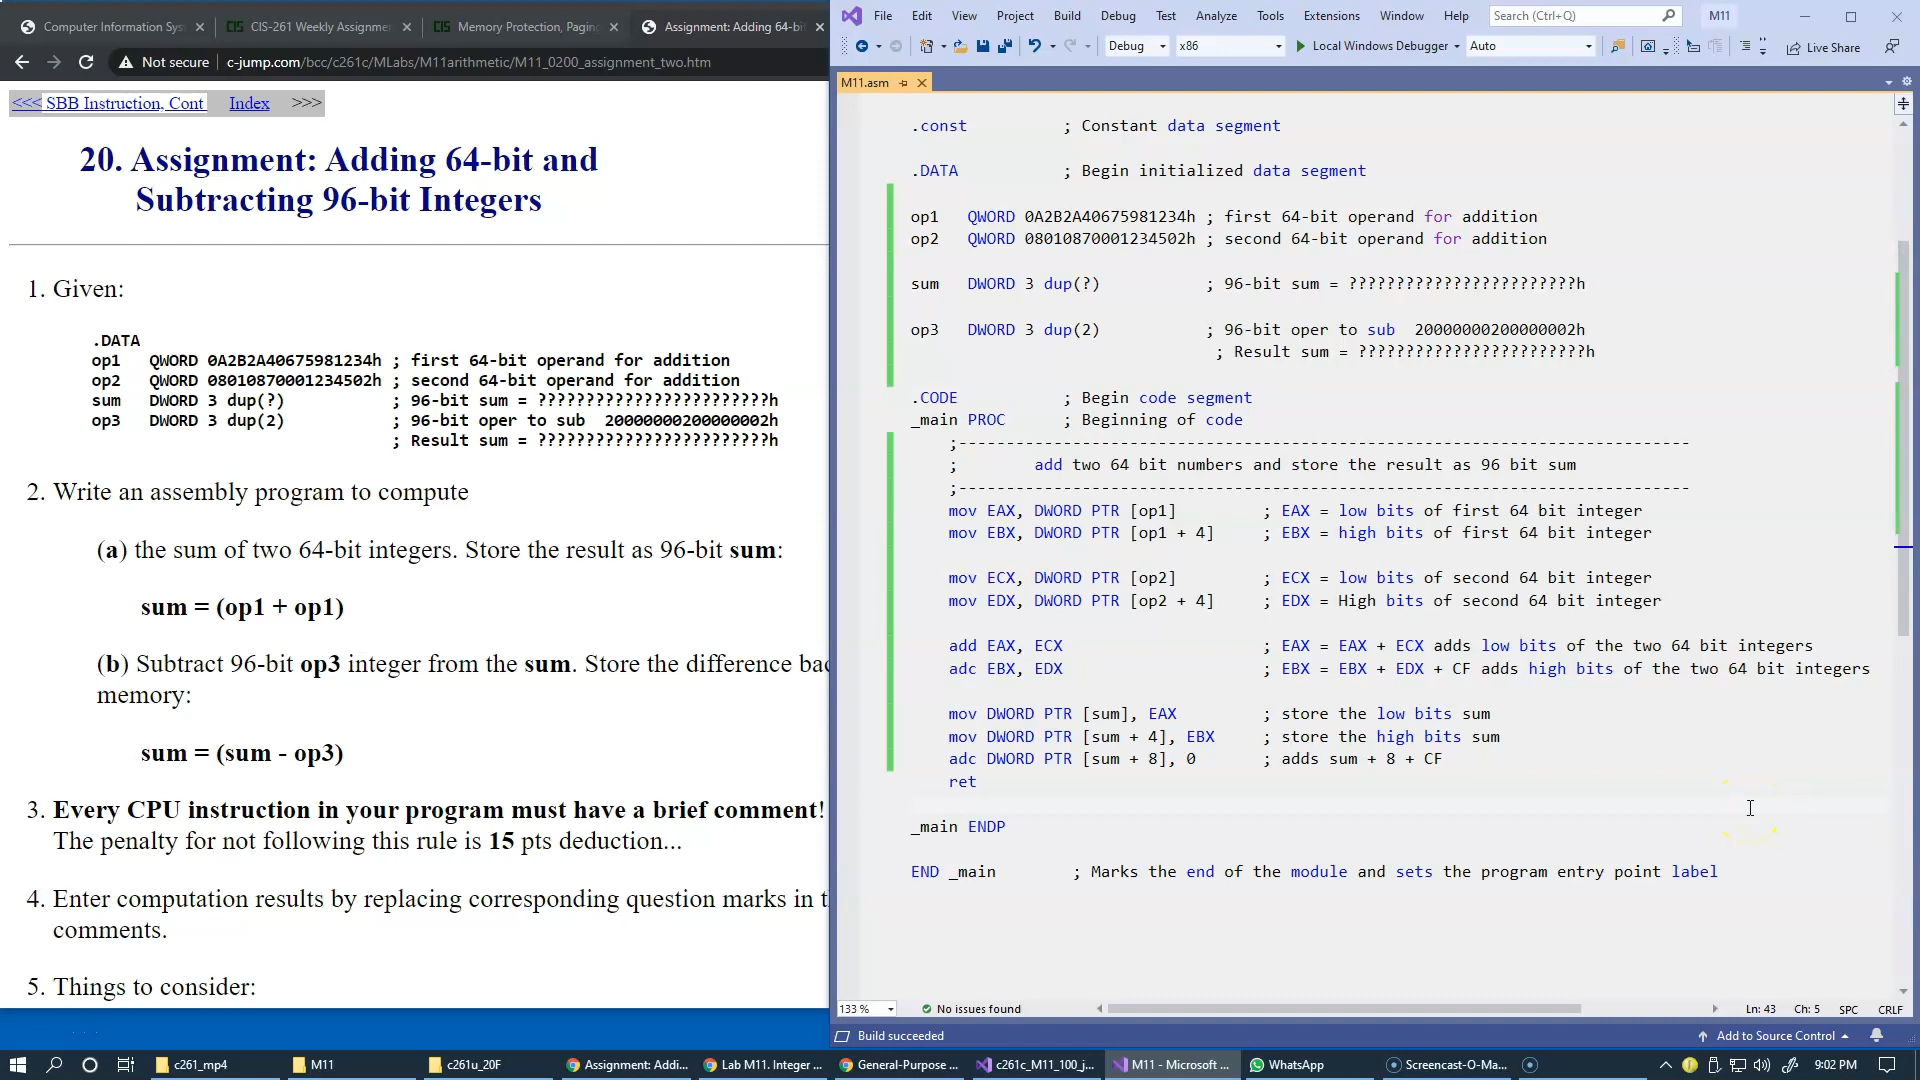 Computer Information Sys
CIS-261 Weekly Assignme
Memory Protection, Pagin
Assignment: Adding 64-bi
Not secure
c-jump.com/bcc/c261c/MLabs/M11arithmetic/M11_0200_assignment_two.htm
<<< SBB Instruction, Cont Index >>>
20. Assignment: Adding 64-bit and
Subtracting 96-bit Integers
1. Given:
.DATA
op1 QWORD 0A2B2A40675981234h ; first 64-bit operand for addition
op2 QWORD 08010870001234502h ; second 64-bit operand for addition
sum DWORD 3 dup(?) ; 96-bit sum = ????????????????????????h
op3 DWORD 3 dup(2) ; 96-bit oper to sub 20000000200000002h
; Result sum = ????????????????????????h
2. Write an assembly program to compute
(a) the sum of two 64-bit integers. Store the result as 96-bit sum:
sum = (op1 + op1)
(b) Subtract 96-bit op3 integer from the sum. Store the difference bac
memory:
sum = (sum - op3)
3. Every CPU instruction in your program must have a brief comment!
The penalty for not following this rule is 15 pts deduction...
4. Enter computation results by replacing corresponding question marks in t
comments.
5. Things to consider:
File Edit View Project Build Debug Test Analyze Tools Extensions Window Help Search (Ctrl+Q) M11
Debug x86 Local Windows Debugger Auto Live Share
M11.asm
.const ; Constant data segment
.DATA ; Begin initialized data segment
op1 QWORD 0A2B2A40675981234h ; first 64-bit operand for addition
op2 QWORD 08010870001234502h ; second 64-bit operand for addition
sum DWORD 3 dup(?) ; 96-bit sum = ????????????????????????h
op3 DWORD 3 dup(2) ; 96-bit oper to sub 20000000200000002h
; Result sum = ????????????????????????h
.CODE ; Begin code segment
_main PROC ; Beginning of code
;-----------------------------------------------------------------------------
; add two 64 bit numbers and store the result as 96 bit sum
;-----------------------------------------------------------------------------
mov EAX, DWORD PTR [op1] ; EAX = low bits of first 64 bit integer
mov EBX, DWORD PTR [op1 + 4] ; EBX = high bits of first 64 bit integer
mov ECX, DWORD PTR [op2] ; ECX = low bits of second 64 bit integer
mov EDX, DWORD PTR [op2 + 4] ; EDX = High bits of second 64 bit integer
add EAX, ECX ; EAX = EAX + ECX adds low bits of the two 64 bit integers
adc EBX, EDX ; EBX = EBX + EDX + CF adds high bits of the two 64 bit integers
mov DWORD PTR [sum], EAX ; store the low bits sum
mov DWORD PTR [sum + 4], EBX ; store the high bits sum
adc DWORD PTR [sum + 8], 0 ; adds sum + 8 + CF
ret
_main ENDP
END _main ; Marks the end of the module and sets the program entry point label
133 % No issues found Ln: 43 Ch: 5 SPC CRLF
Build succeeded Add to Source Control
c261_mp4 M11 c261u_20F Assignment: Addi... Lab M11. Integer ... General-Purpose ... c261c_M11_100_j... M11 - Microsoft ... WhatsApp Screencast-O-Ma... 9:02 PM